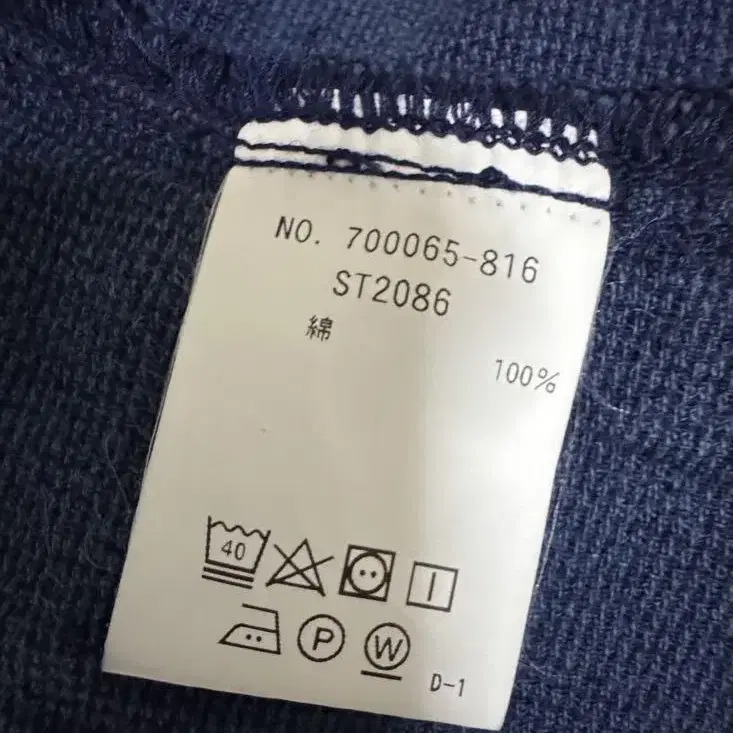 NO. 700065-816
ST2086
綿 100%
40
P W D-1